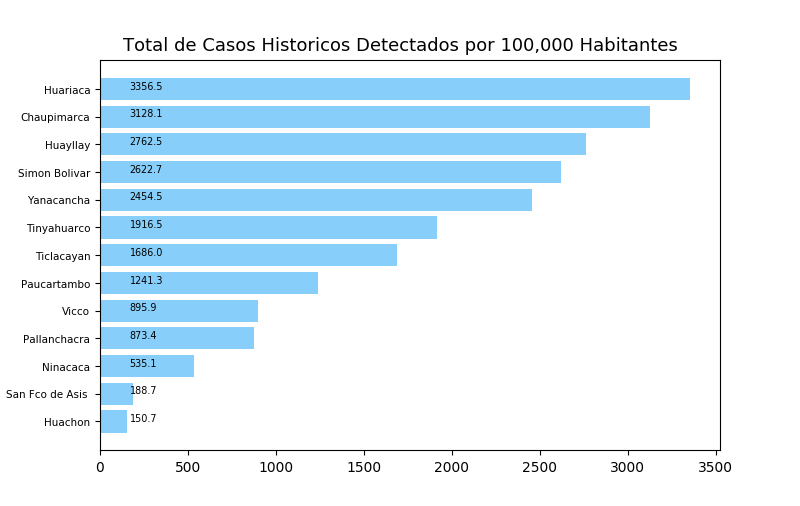 Total de Casos Historicos Detectados por 100,000 Habitantes
Huariaca 3356.5
Chaupimarca 3128.1
Huayllay 2762.5
Simon Bolivar 2622.7
Yanacancha 2454.5
Tinyahuarco 1916.5
Ticlacayan 1686.0
Paucartambo 1241.3
Vicco 895.9
Pallanchacra 873.4
Ninacaca 535.1
San Fco de Asis 188.7
Huachon 150.7
0 500 1000 1500 2000 2500 3000 3500